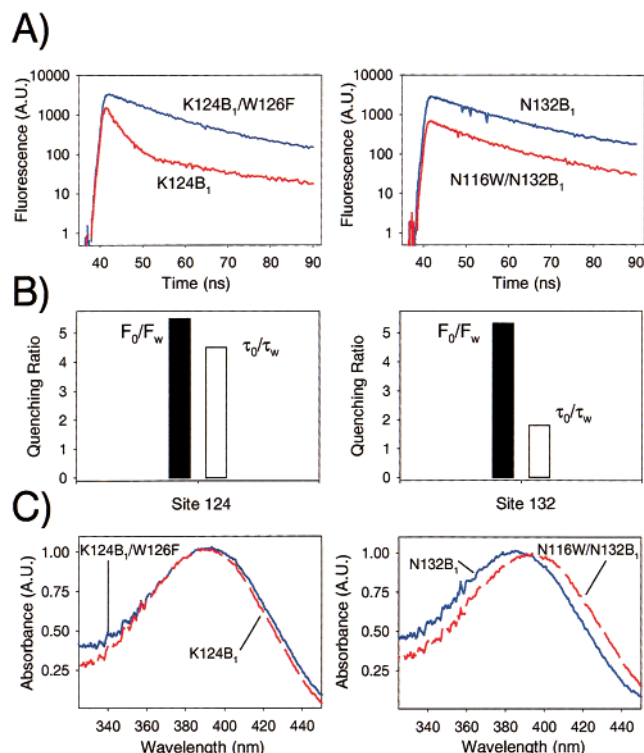 A)
Fluorescence (A.U.)
10000
1000
100
10
1
K124B₁/W126F
K124B₁
40 50 60 70 80 90
Time (ns)
Fluorescence (A.U.)
10000
1000
100
10
1
N132B₁
N116W/N132B₁
40 50 60 70 80 90
Time (ns)
B)
Quenching Ratio
5
4
3
2
1
0
F₀/Fw
τ₀/τw
Site 124
Quenching Ratio
5
4
3
2
1
0
F₀/Fw
τ₀/τw
Site 132
C)
Absorbance (A.U.)
1.00
0.75
0.50
0.25
K124B₁/W126F
K124B₁
340 360 380 400 420 440
Wavelength (nm)
Absorbance (A.U.)
1.00
0.75
0.50
0.25
N132B₁
N116W/N132B₁
340 360 380 400 420 440
Wavelength (nm)